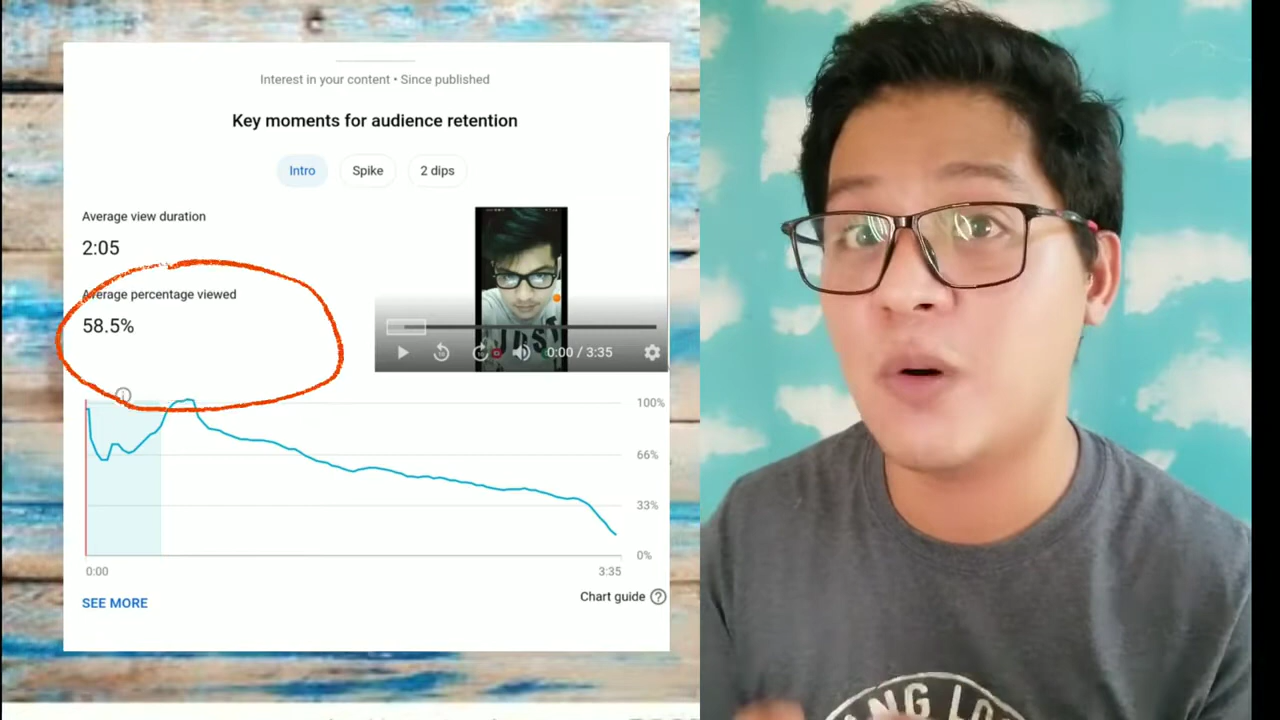 Interest in your content • Since published
Key moments for audience retention
Intro
Spike
2 dips
Average view duration
2:05
Average percentage viewed
58.5%
0:00 / 3:35
100%
66%
33%
0%
0:00
3:35
SEE MORE
Chart guide